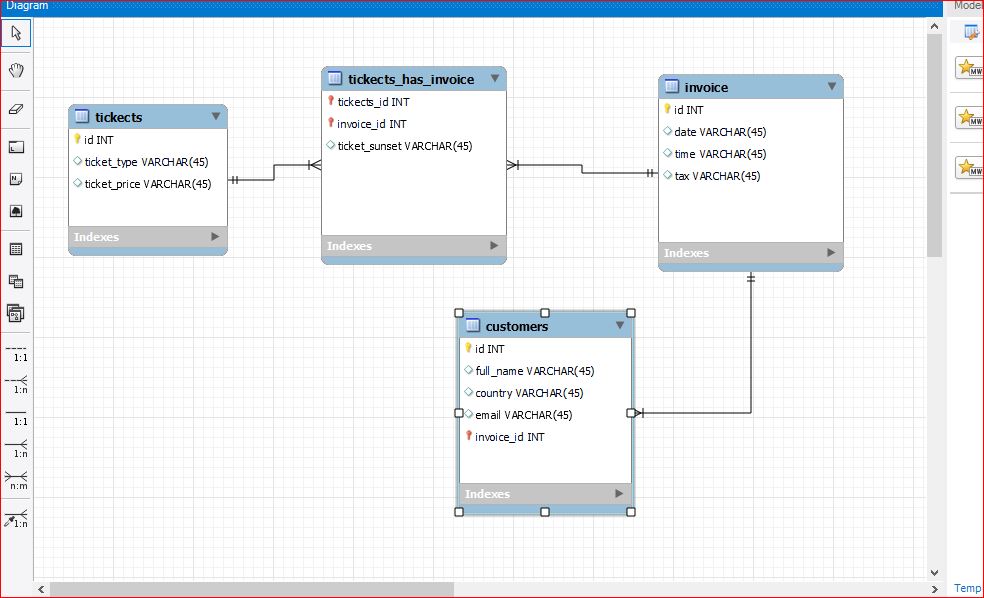 Diagram
Model
tickects
id INT
ticket_type VARCHAR(45)
ticket_price VARCHAR(45)
Indexes
tickects_has_invoice
tickects_id INT
invoice_id INT
ticket_sunset VARCHAR(45)
Indexes
invoice
id INT
date VARCHAR(45)
time VARCHAR(45)
tax VARCHAR(45)
Indexes
customers
id INT
full_name VARCHAR(45)
country VARCHAR(45)
email VARCHAR(45)
invoice_id INT
Indexes
1:1
1:n
1:1
1:n
n:m
1:n
MW
MW
MW
Temp